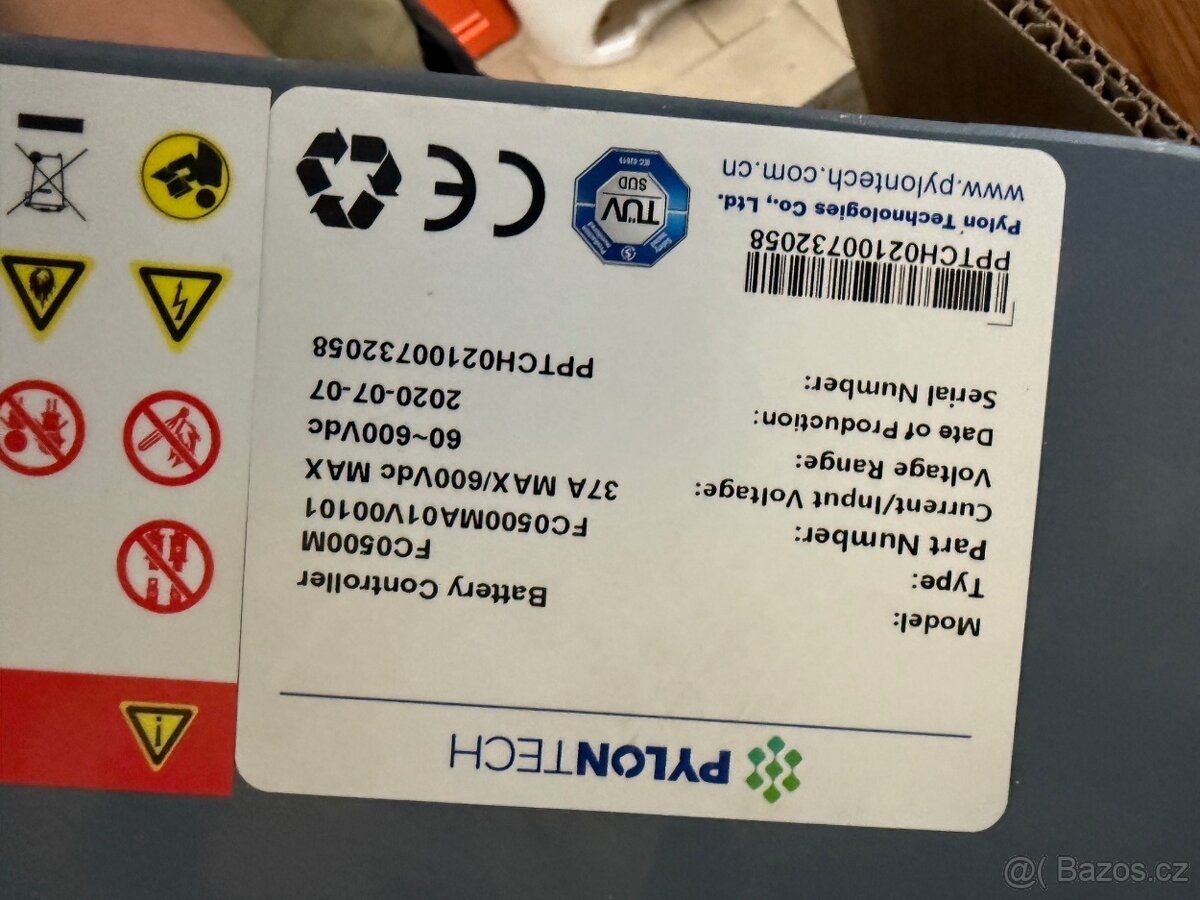 PYLONTECH
Model: Battery Controller
Type: FC0500M
Part Number: FC0500MA01V00101
Current/Input Voltage: 37A MAX/600Vdc MAX
Voltage Range: 60~600Vdc
Date of Production: 2020-07-07
Serial Number: PPTCH02100732058
PPTCH02100732058
Pylon Technologies Co., Ltd.
www.pylontech.com.cn
TÜV
SÜD
CE
@( Bazos.cz